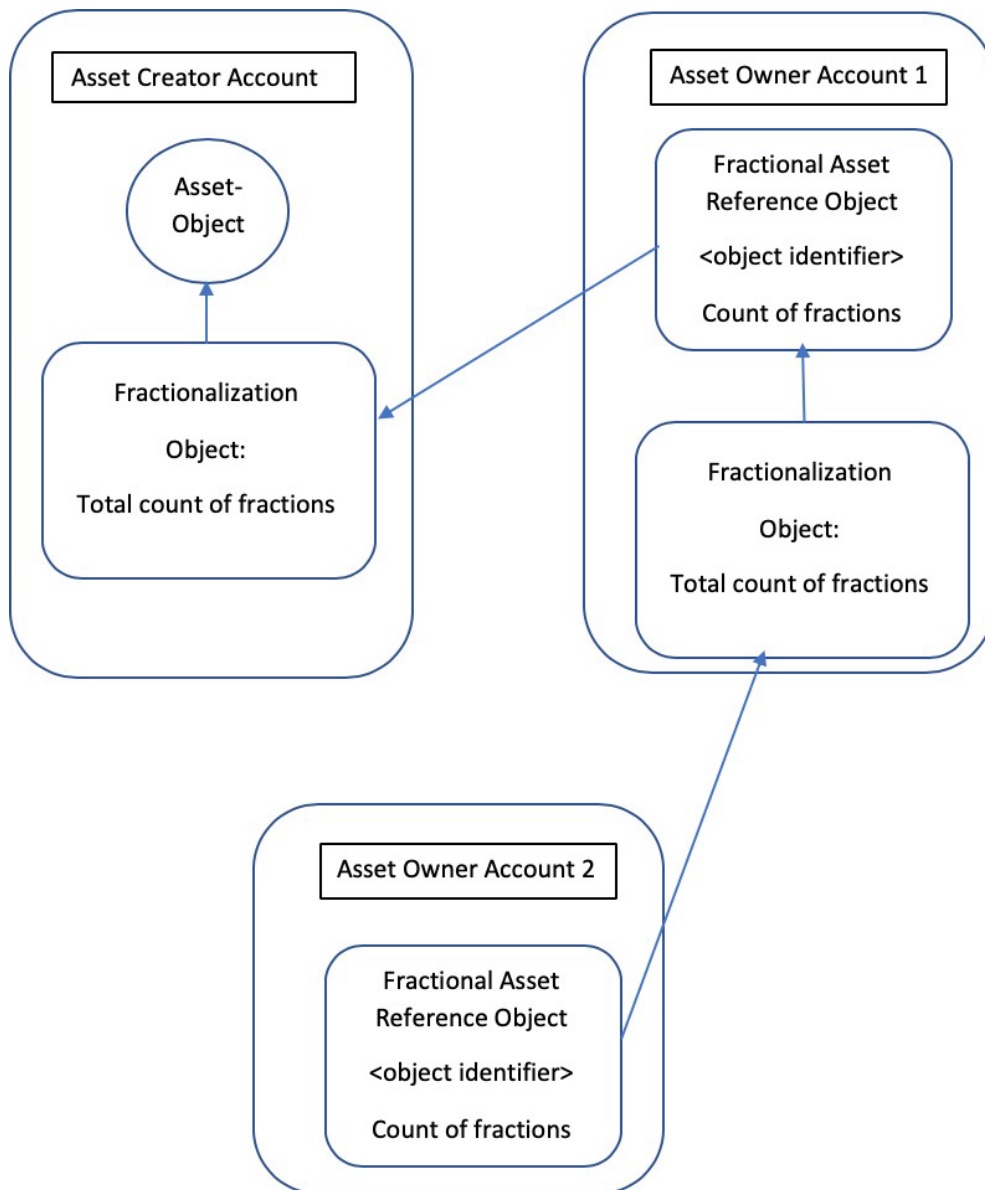 Asset Creator Account
Asset-
Object
Fractionalization
Object:
Total count of fractions
Asset Owner Account 1
Fractional Asset
Reference Object
<object identifier>
Count of fractions
Fractionalization
Object:
Total count of fractions
Asset Owner Account 2
Fractional Asset
Reference Object
<object identifier>
Count of fractions